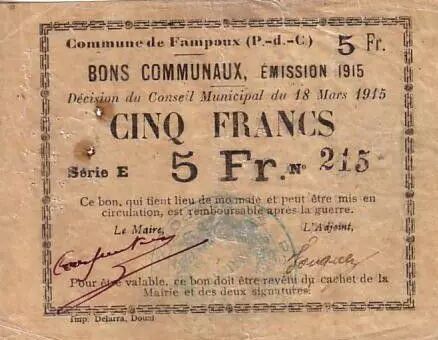 Commune de Fampoux (P.-d.-C) 5 Fr.
BONS COMMUNAUX, ÉMISSION 1915
Décision du Conseil Municipal du 18 Mars 1915
CINQ FRANCS
Série E 5 Fr. No 215
Ce bon, qui tient lieu de monnaie et peut être mis en
circulation, est remboursable après la guerre.
Le Maire, L'Adjoint,
Pour être valable, ce bon doit être revêtu du cachet de la
Mairie et des deux signatures.
Imp. Delarra, Douai